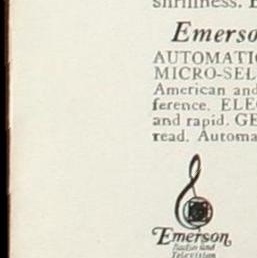 shrillness.
Emerso
AUTOMATI
MICRO-SEL
American and
ference. ELE
and rapid. GE
read. Automa
Emerson
Radio and
Television